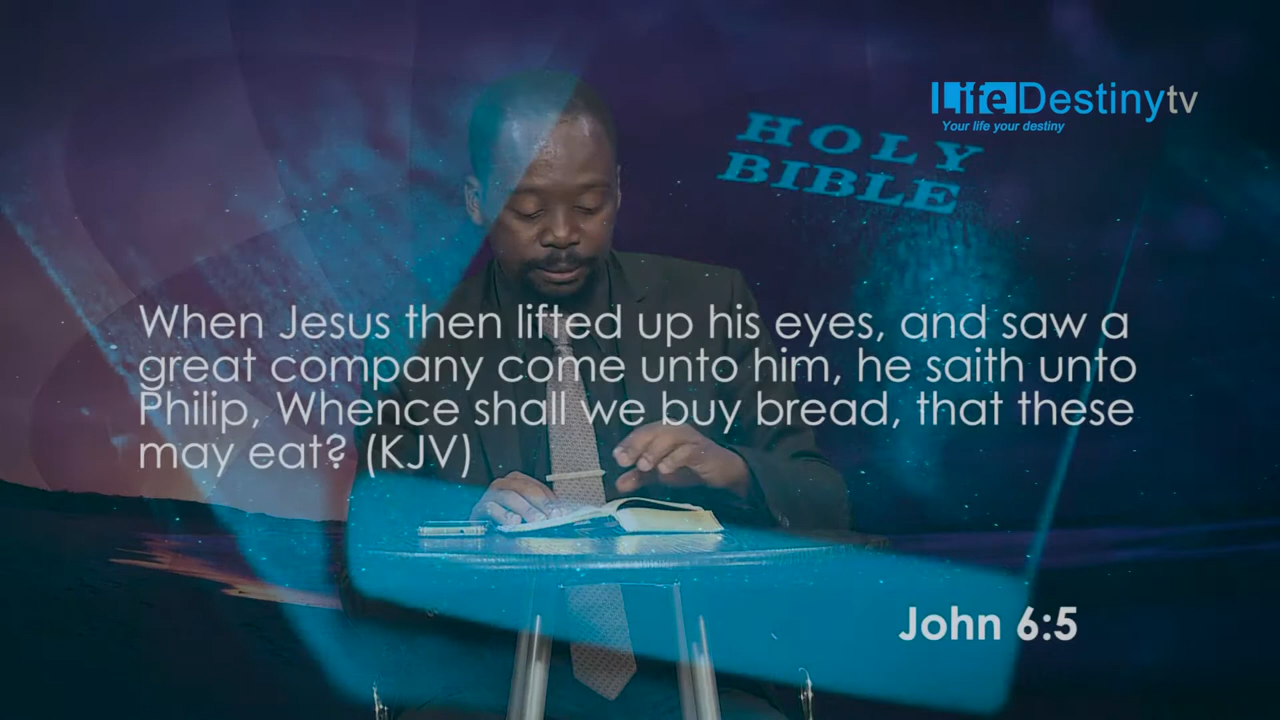 LifeDestinytv
Your life your destiny
HOLY
BIBLE
When Jesus then lifted up his eyes, and saw a
great company come unto him, he saith unto
Philip, Whence shall we buy bread, that these
may eat? (KJV)
John 6:5